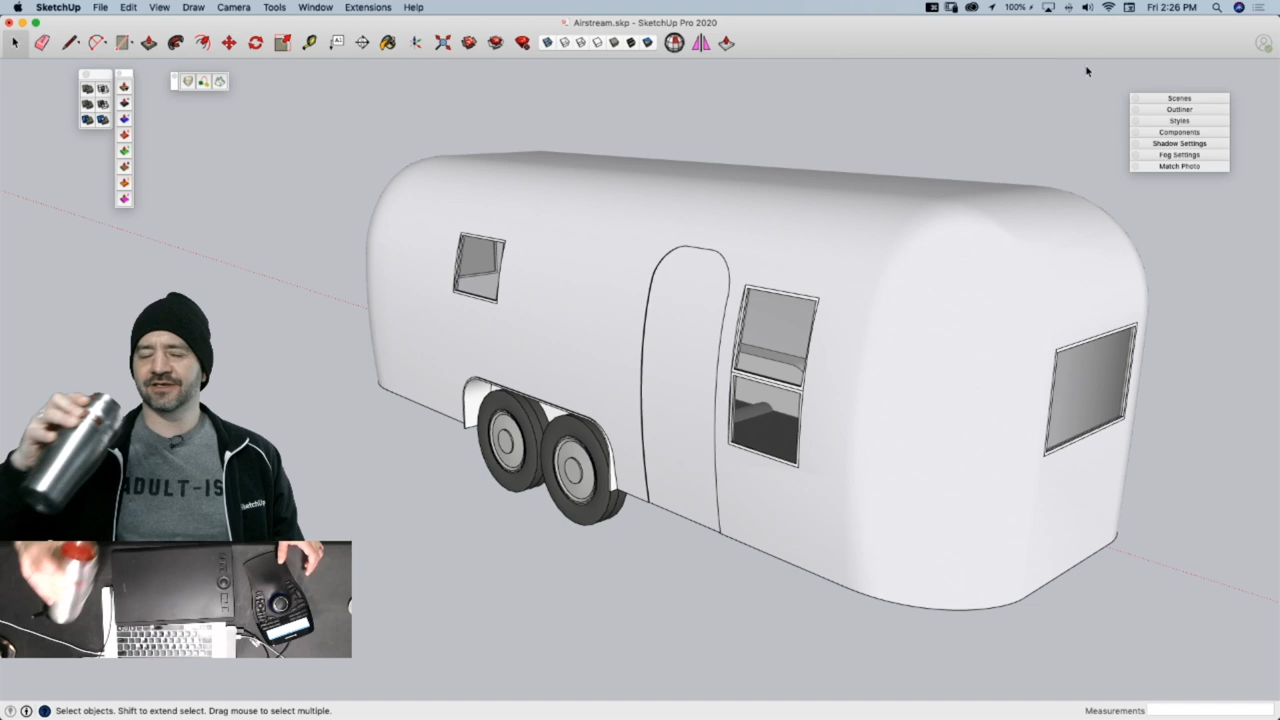 SketchUp File Edit View Draw Camera Tools Window Extensions Help
100% Fri 2:26 PM
Airstream.skp - SketchUp Pro 2020
Scenes
Outliner
Styles
Components
Shadow Settings
Fog Settings
Match Photo
ADULT-IS
SketchUp
Select objects. Shift to extend select. Drag mouse to select multiple.
Measurements